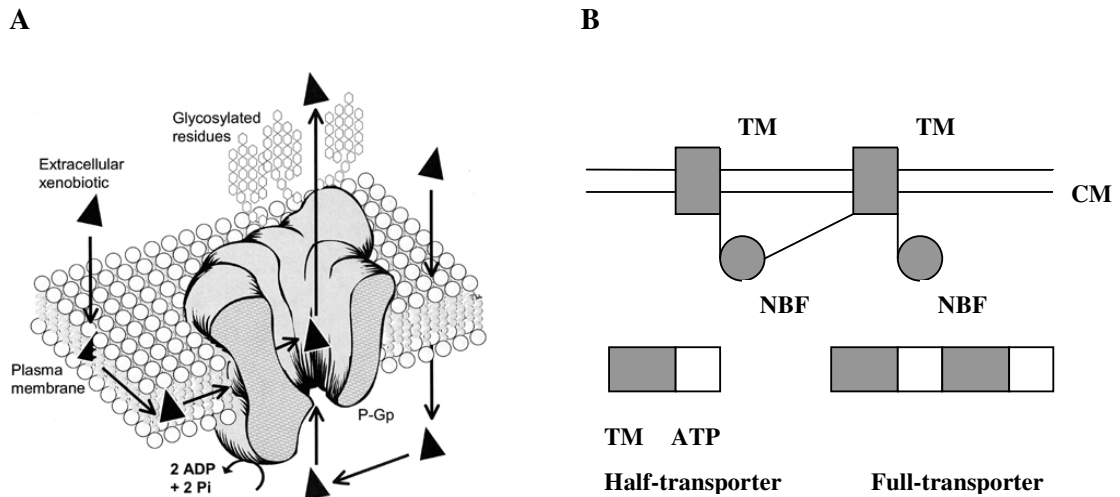 A
B
Glycosylated
residues
Extracellular
xenobiotic
Plasma
membrane
P-Gp
2 ADP
+ 2 Pi
TM TM
CM
NBF NBF
TM ATP
Half-transporter Full-transporter